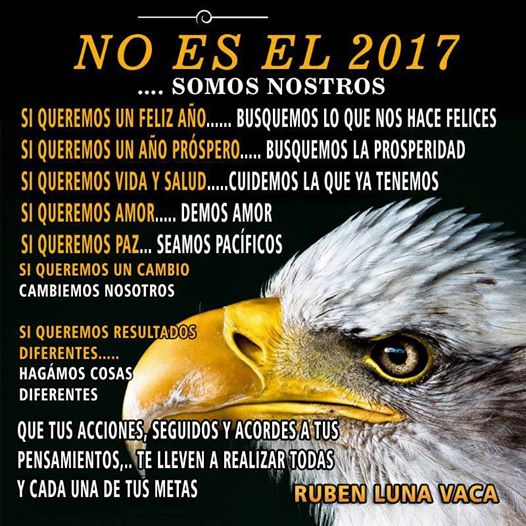 NO ES EL 2017
.... SOMOS NOSTROS
SI QUEREMOS UN FELIZ AÑO...... BUSQUEMOS LO QUE NOS HACE FELICES
SI QUEREMOS UN AÑO PRÓSPERO..... BUSQUEMOS LA PROSPERIDAD
SI QUEREMOS VIDA Y SALUD.....CUIDEMOS LA QUE YA TENEMOS
SI QUEREMOS AMOR..... DEMOS AMOR
SI QUEREMOS PAZ... SEAMOS PACÍFICOS
SI QUEREMOS UN CAMBIO
CAMBIEMOS NOSOTROS
SI QUEREMOS RESULTADOS
DIFERENTES.....
HAGÁMOS COSAS
DIFERENTES
QUE TUS ACCIONES, SEGUIDOS Y ACORDES A TUS
PENSAMIENTOS,.. TE LLEVEN A REALIZAR TODAS
Y CADA UNA DE TUS METAS
RUBEN LUNA VACA